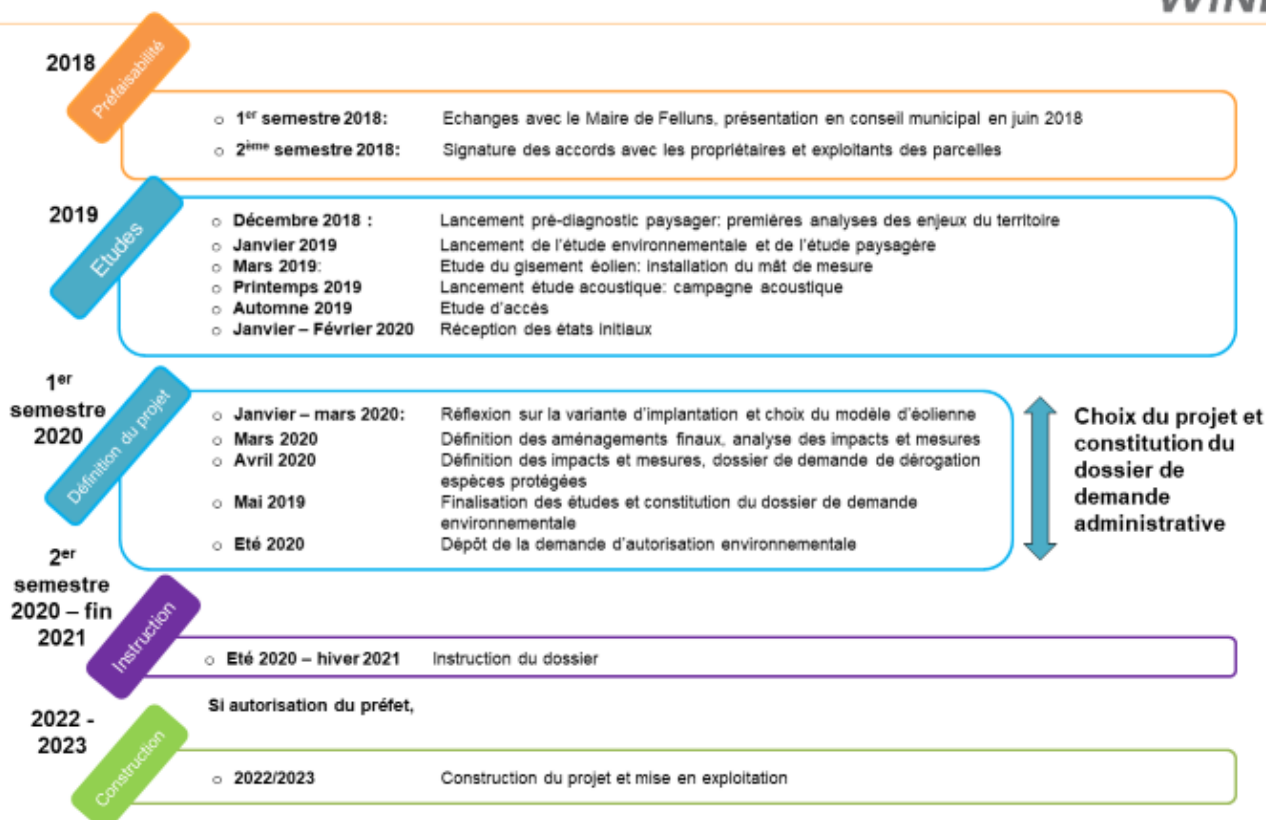 2018
Préfaisabilité
○ 1er semestre 2018: Echanges avec le Maire de Felluns, présentation en conseil municipal en juin 2018
○ 2ème semestre 2018: Signature des accords avec les propriétaires et exploitants des parcelles
2019
Etudes
○ Décembre 2018 : Lancement pré-diagnostic paysager: premières analyses des enjeux du territoire
○ Janvier 2019 Lancement de l'étude environnementale et de l'étude paysagère
○ Mars 2019: Etude du gisement éolien: installation du mât de mesure
○ Printemps 2019 Lancement étude acoustique: campagne acoustique
○ Automne 2019 Etude d'accès
○ Janvier – Février 2020 Réception des états initiaux
1er
semestre
2020
Définition du projet
○ Janvier – mars 2020: Réflexion sur la variante d'implantation et choix du modèle d'éolienne
○ Mars 2020 Définition des aménagements finaux, analyse des impacts et mesures
○ Avril 2020 Définition des impacts et mesures, dossier de demande de dérogation
espèces protégées
○ Mai 2019 Finalisation des études et constitution du dossier de demande
environnementale
○ Eté 2020 Dépôt de la demande d'autorisation environnementale
Choix du projet et
constitution du
dossier de
demande
administrative
2er
semestre
2020 – fin
2021
Instruction
○ Eté 2020 – hiver 2021 Instruction du dossier
Si autorisation du préfet,
2022 -
2023
Construction
○ 2022/2023 Construction du projet et mise en exploitation